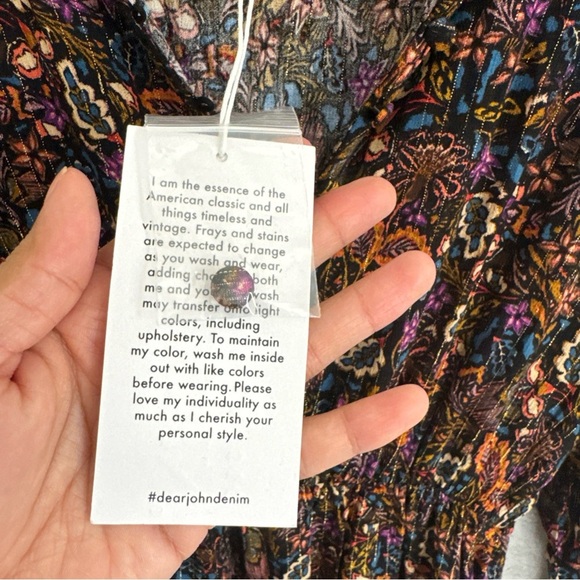 I am the essence of the
American classic and all
things timeless and
vintage. Frays and stains
are expected to change
as you wash and wear,
adding both
me and wash
may transfer onto light
colors, including
upholstery. To maintain
my color, wash me inside
out with like colors
before wearing. Please
love my individuality as
much as I cherish your
personal style.
#dearjohndenim